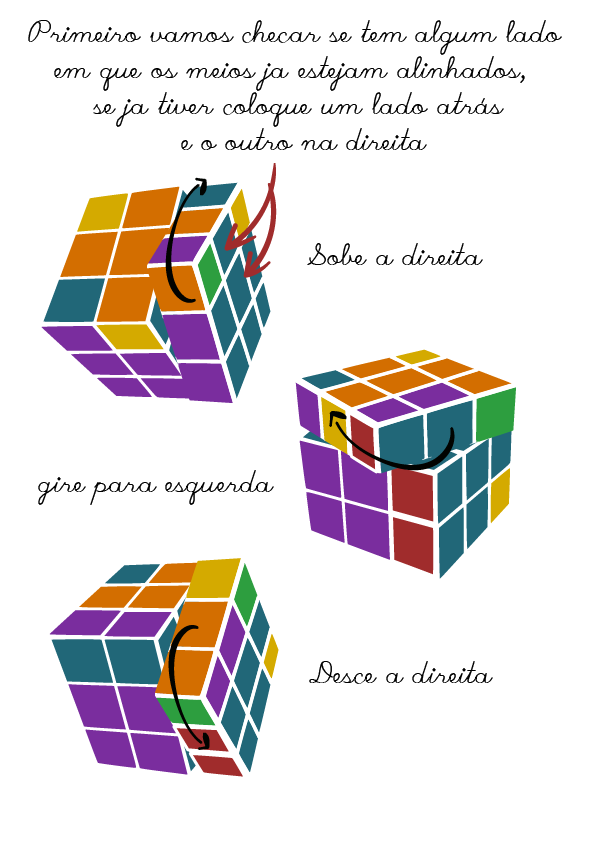 Primeiro vamos checar se tem algum lado
em que os meios ja estejam alinhados,
se ja tiver coloque um lado atrás
e o outro na direita
Sobe a direita
gire para esquerda
Desce a direita